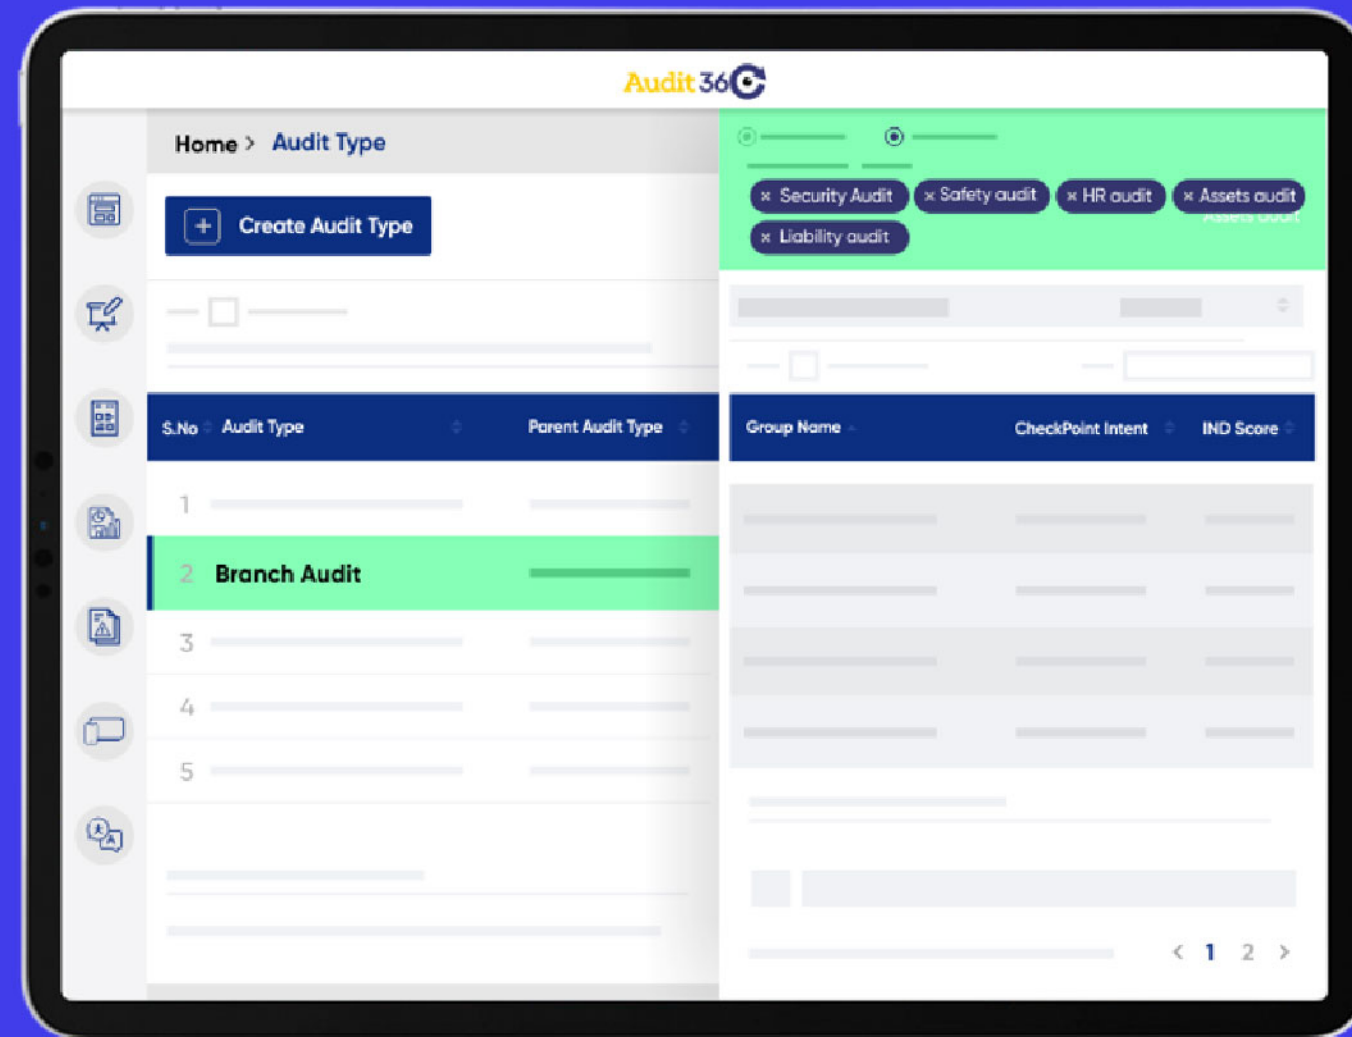 Audit 360
Home > Audit Type
+ Create Audit Type
× Security Audit × Safety audit × HR audit × Assets audit
Assets audit
× Liability audit
S.No Audit Type Parent Audit Type
Group Name CheckPoint Intent IND Score
1
2 Branch Audit
3
4
5
< 1 2 >